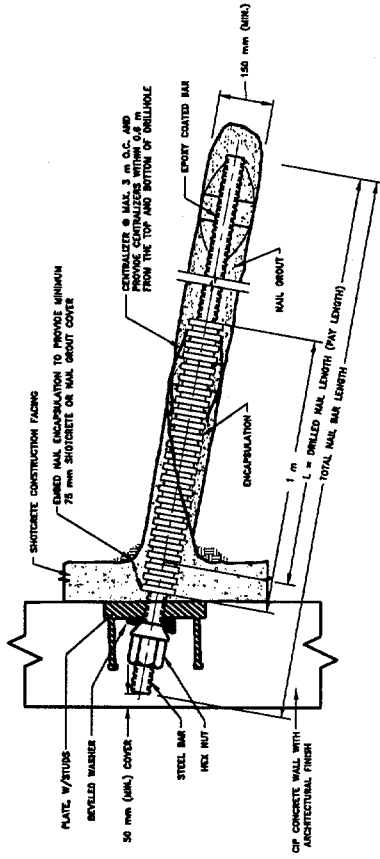 SHOTCRETE CONSTRUCTION FACING
EMBED NAIL ENCAPSULATION TO PROVIDE MINIMUM
75 mm SHOTCRETE OR NAIL GROUT COVER
CENTRALIZER @ MAX. 3 m O.C. AND
PROVIDE CENTRALIZERS WITHIN 0.6 m
FROM THE TOP AND BOTTOM OF DRILLHOLE
EPOXY COATED BAR
150 mm (MIN.)
PLATE, W/STUDS
BEVELED WASHER
50 mm (MIN.) COVER
STEEL BAR
HEX NUT
CIP CONCRETE WALL WITH
ARCHITECTURAL FINISH
ENCAPSULATION
NAIL GROUT
1 m
L = DRILLED NAIL LENGTH (PAY LENGTH)
TOTAL NAIL BAR LENGTH